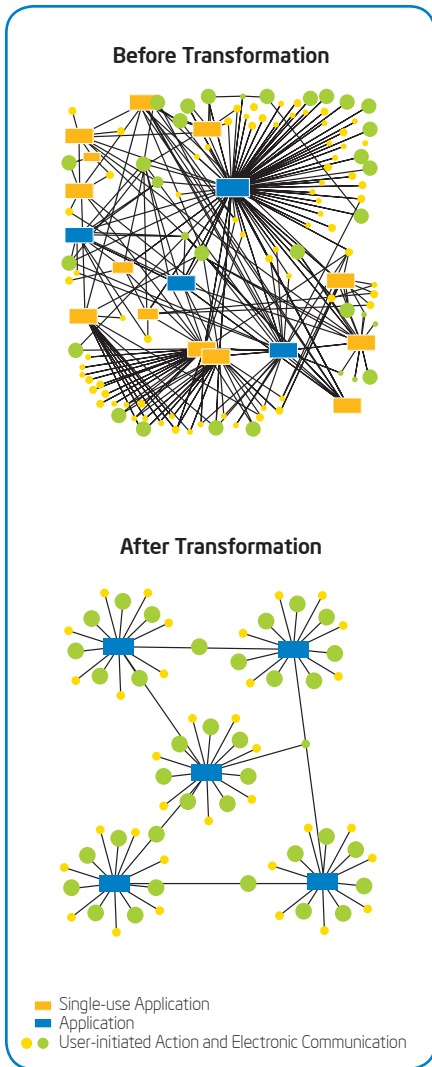 Before Transformation
After Transformation
Single-use Application
Application
User-initiated Action and Electronic Communication